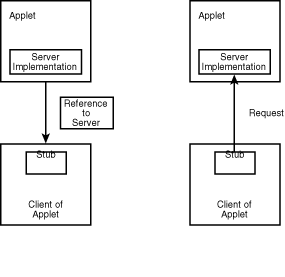 Applet
Server
Implementation
Reference
to
Server
Stub
Client of
Applet
Applet
Server
Implementation
Request
Stub
Client of
Applet